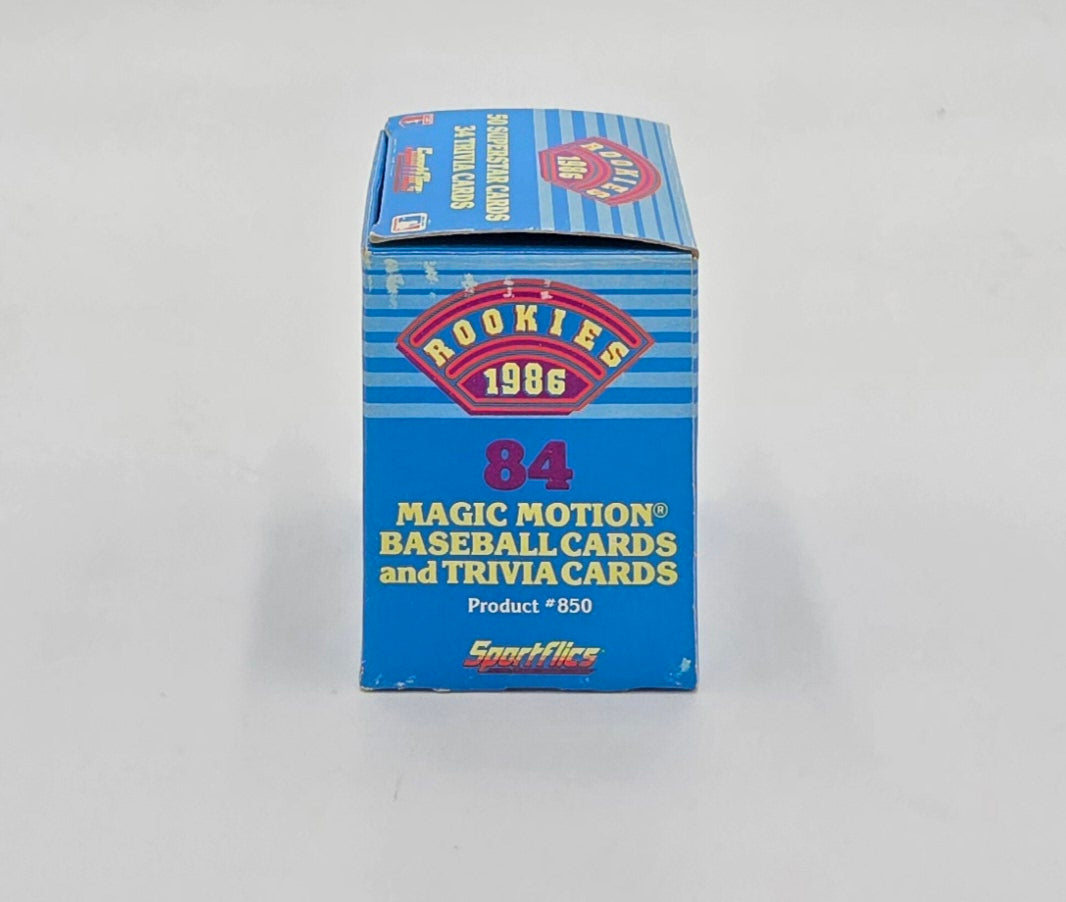 50 SUPERSTAR CARDS
34 TRIVIA CARDS
Sportflics
ROOKIES
1986
ROOKIES
1986
84
MAGIC MOTION®
BASEBALL CARDS
and TRIVIA CARDS
Product #850
Sportflics